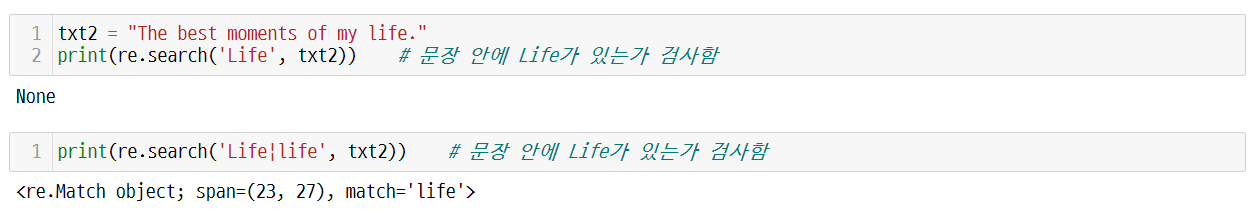 1 txt2 = "The best moments of my life."
2 print(re.search('Life', txt2)) # 문장 안에 Life가 있는가 검사함
None
1 print(re.search('Life|life', txt2)) # 문장 안에 Life가 있는가 검사함
<re.Match object; span=(23, 27), match='life'>